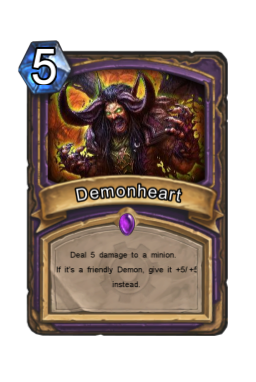 5
Demonheart
Deal 5 damage to a minion.
If it's a friendly Demon, give it +5/+5
instead.